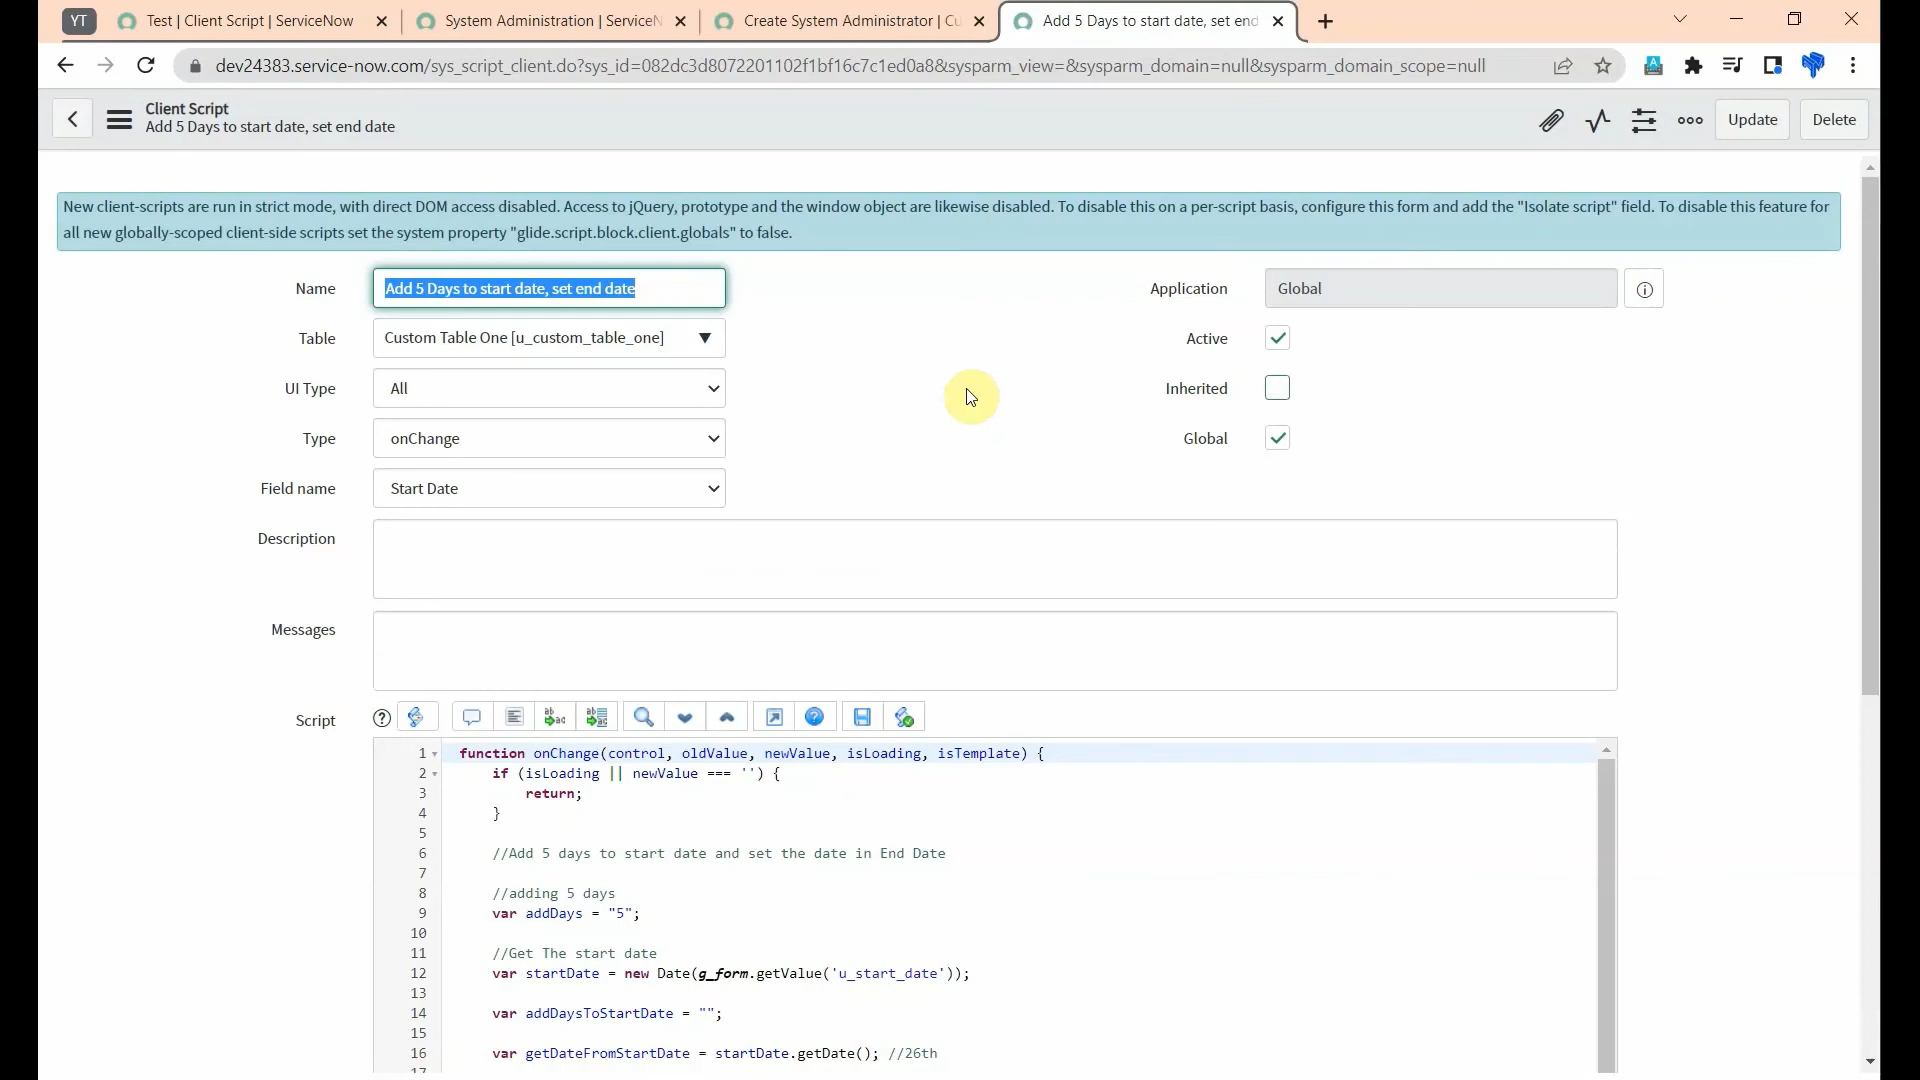 YT
Test | Client Script | ServiceNow
System Administration | ServiceN
Create System Administrator | Cu
Add 5 Days to start date, set end
dev24383.service-now.com/sys_script_client.do?sys_id=082dc3d8072201102f1bf16c7c1ed0a8&sysparm_view=&sysparm_domain=null&sysparm_domain_scope=null
Client Script
Add 5 Days to start date, set end date
Update
Delete
New client-scripts are run in strict mode, with direct DOM access disabled. Access to jQuery, prototype and the window object are likewise disabled. To disable this on a per-script basis, configure this form and add the "Isolate script" field. To disable this feature for
all new globally-scoped client-side scripts set the system property "glide.script.block.client.globals" to false.
Name
Add 5 Days to start date, set end date
Application
Global
Table
Custom Table One [u_custom_table_one]
Active
UI Type
All
Inherited
Type
onChange
Global
Field name
Start Date
Description
Messages
Script
1 function onChange(control, oldValue, newValue, isLoading, isTemplate) {
2 if (isLoading || newValue === '') {
3 return;
4 }
5
6 //Add 5 days to start date and set the date in End Date
7
8 //adding 5 days
9 var addDays = "5";
10
11 //Get The start date
12 var startDate = new Date(g_form.getValue('u_start_date'));
13
14 var addDaysToStartDate = "";
15
16 var getDateFromStartDate = startDate.getDate(); //26th
17